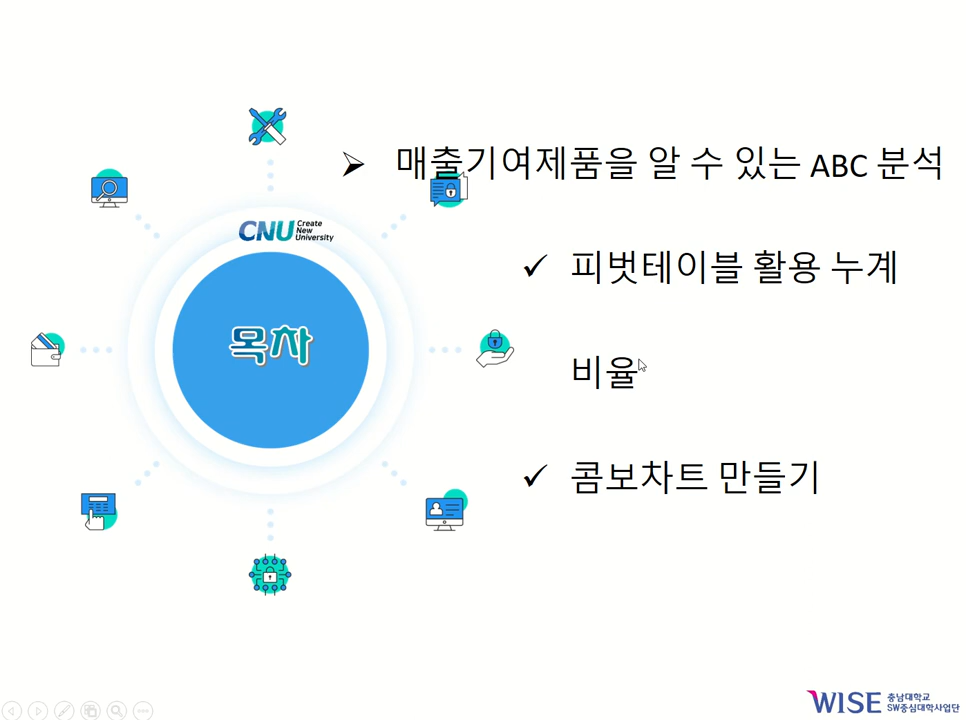 매출기여제품을 알 수 있는 ABC 분석
CNU Create
New
University
피벗테이블 활용 누계
목차
비율
콤보차트 만들기
WISE 충남대학교
SW중심대학사업단